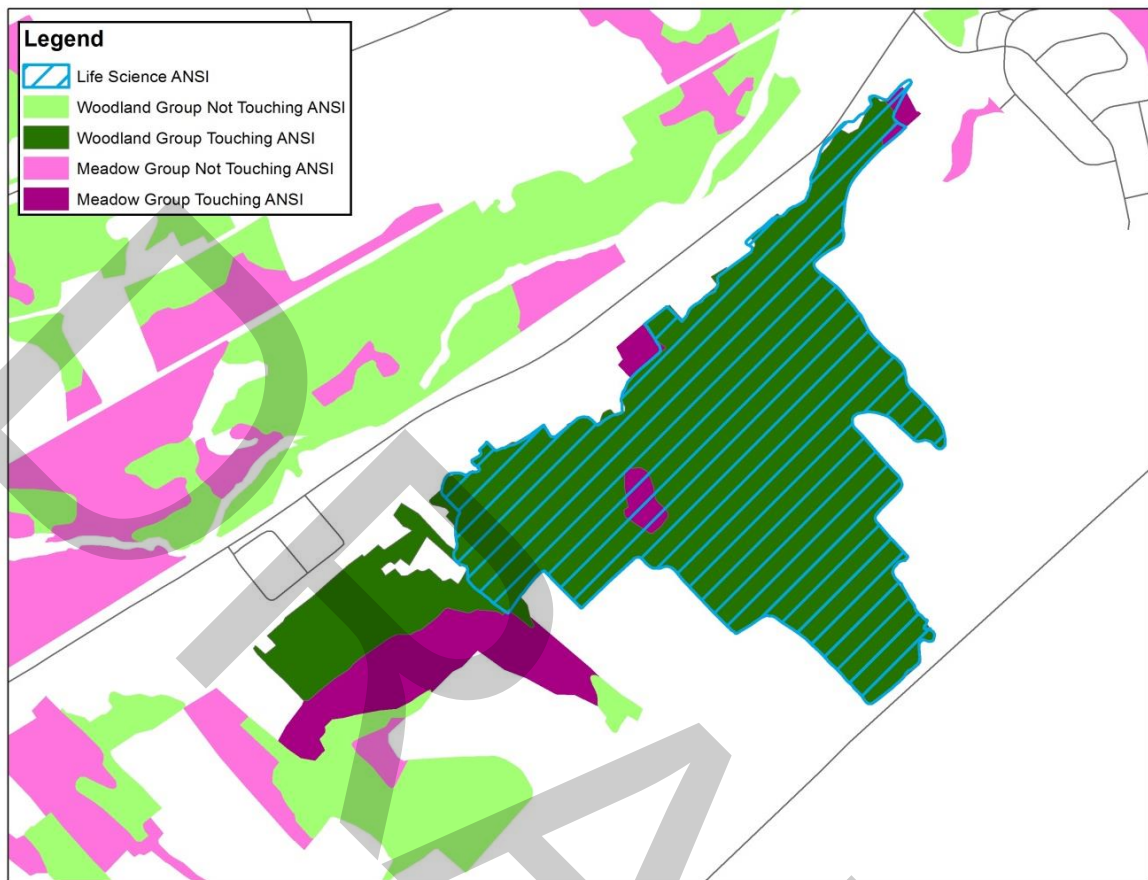 Legend
Life Science ANSI
Woodland Group Not Touching ANSI
Woodland Group Touching ANSI
Meadow Group Not Touching ANSI
Meadow Group Touching ANSI
DRA